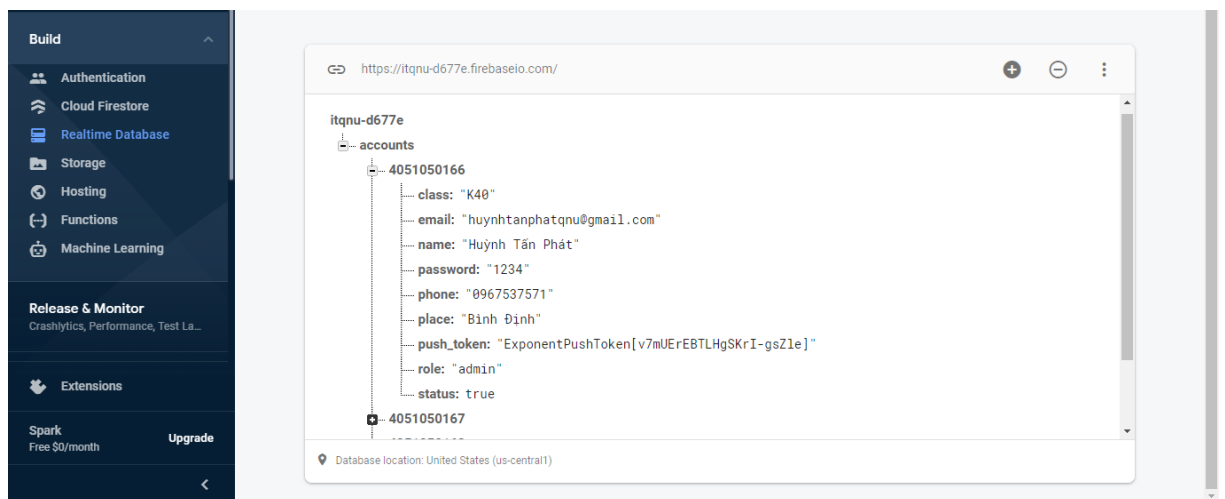 Build
Authentication
Cloud Firestore
Realtime Database
Storage
Hosting
Functions
Machine Learning
Release & Monitor
Crashlytics, Performance, Test La...
Extensions
Spark
Free $0/month
Upgrade
https://itqnu-d677e.firebaseio.com/
itqnu-d677e
accounts
4051050166
class: "K40"
email: "huynhtanphatqnu@gmail.com"
name: "Huỳnh Tấn Phát"
password: "1234"
phone: "0967537571"
place: "Bình Định"
push_token: "ExponentPushToken[v7mUErEBTLHgSKrI-gsZle]"
role: "admin"
status: true
4051050167
Database location: United States (us-central1)